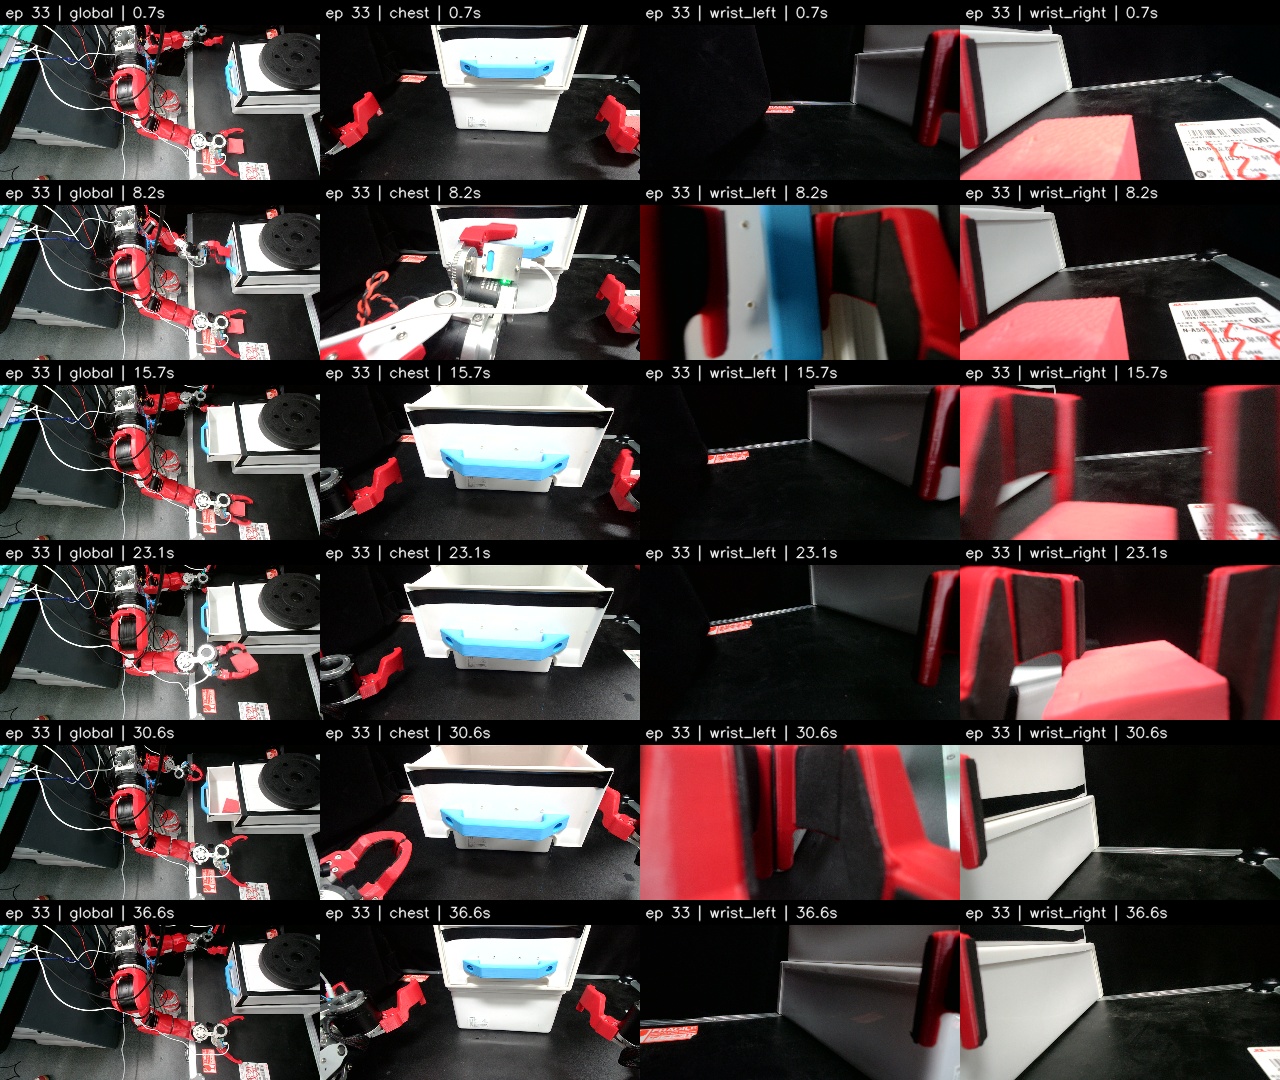 ep 33 | global | 0.7s
ep 33 | chest | 0.7s
ep 33 | wrist_left | 0.7s
ep 33 | wrist_right | 0.7s
ep 33 | global | 8.2s
ep 33 | chest | 8.2s
ep 33 | wrist_left | 8.2s
ep 33 | wrist_right | 8.2s
ep 33 | global | 15.7s
ep 33 | chest | 15.7s
ep 33 | wrist_left | 15.7s
ep 33 | wrist_right | 15.7s
ep 33 | global | 23.1s
ep 33 | chest | 23.1s
ep 33 | wrist_left | 23.1s
ep 33 | wrist_right | 23.1s
ep 33 | global | 30.6s
ep 33 | chest | 30.6s
ep 33 | wrist_left | 30.6s
ep 33 | wrist_right | 30.6s
ep 33 | global | 36.6s
ep 33 | chest | 36.6s
ep 33 | wrist_left | 36.6s
ep 33 | wrist_right | 36.6s